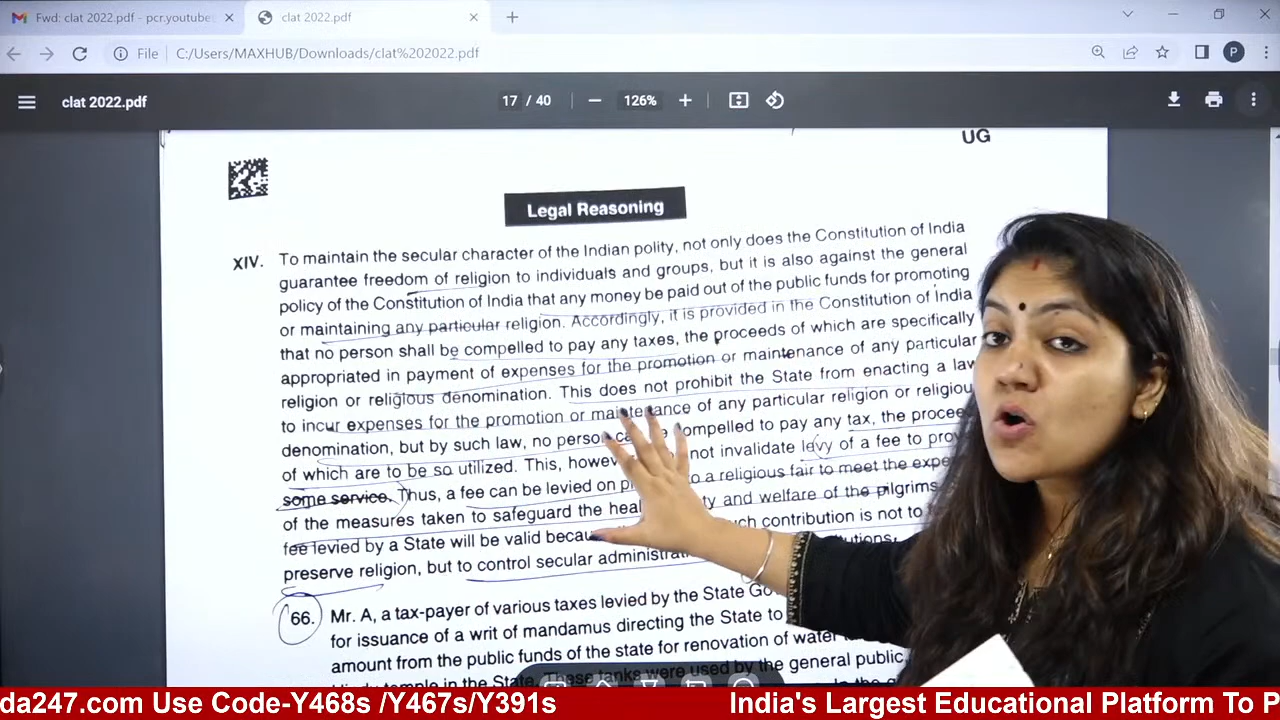 Fwd: clat 2022.pdf - pcr.youtube
clat 2022.pdf
File C:/Users/MAXHUB/Downloads/clat%202022.pdf
P
clat 2022.pdf
17 / 40
126%
UG
Legal Reasoning
XIV. To maintain the secular character of the Indian polity, not only does the Constitution of India
guarantee freedom of religion to individuals and groups, but it is also against the general
policy of the Constitution of India that any money be paid out of the public funds for promoting
or maintaining any particular religion. Accordingly, it is provided in the Constitution of India
that no person shall be compelled to pay any taxes, the proceeds of which are specifically
appropriated in payment of expenses for the promotion or maintenance of any particular
religion or religious denomination. This does not prohibit the State from enacting a law
to incur expenses for the promotion or maintenance of any particular religion or religious
denomination, but by such law, no person compelled to pay any tax, the
of which are to be so utilized. This, not invalidate levy of a fee to
some service. Thus, a fee can be levied on to a religious fair to meet the
of the measures taken to safeguard the and welfare of the pilgrims
fee levied by a State will be valid contribution is not to
preserve religion, but to control secular
66. Mr. A, a tax-payer of various taxes levied by the State
for issuance of a writ of mandamus directing the State to
amount from the public funds of the state for renovation of water
temple in the State. These tanks were used by the general public
da247.com Use Code-Y468s /Y467s/Y391s India's Largest Educational Platform To P